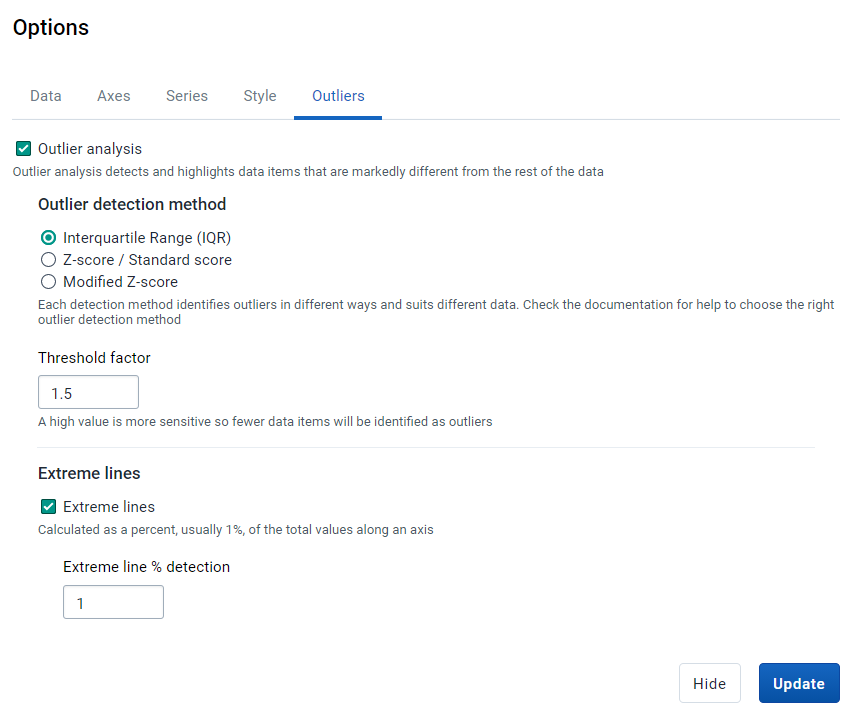 Options
Data Axes Series Style Outliers
Outlier analysis
Outlier analysis detects and highlights data items that are markedly different from the rest of the data
Outlier detection method
Interquartile Range (IQR)
Z-score / Standard score
Modified Z-score
Each detection method identifies outliers in different ways and suits different data. Check the documentation for help to choose the right
outlier detection method
Threshold factor
1.5
A high value is more sensitive so fewer data items will be identified as outliers
Extreme lines
Extreme lines
Calculated as a percent, usually 1%, of the total values along an axis
Extreme line % detection
1
Hide Update